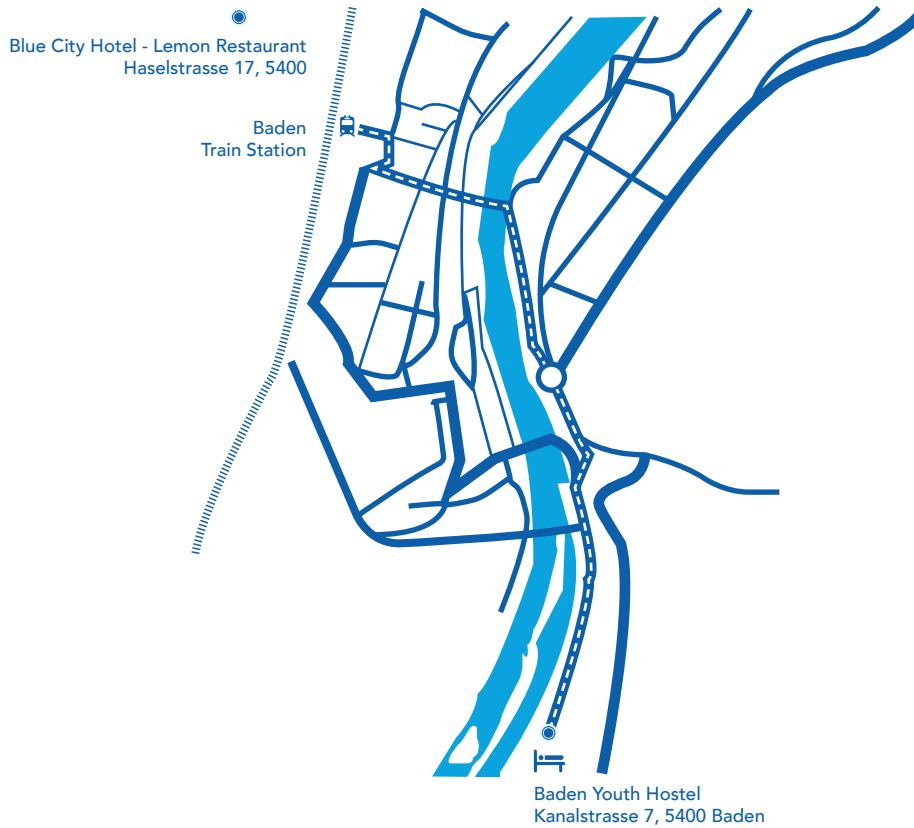 Blue City Hotel - Lemon Restaurant
Haselstrasse 17, 5400
Baden
Train Station
Baden Youth Hostel
Kanalstrasse 7, 5400 Baden